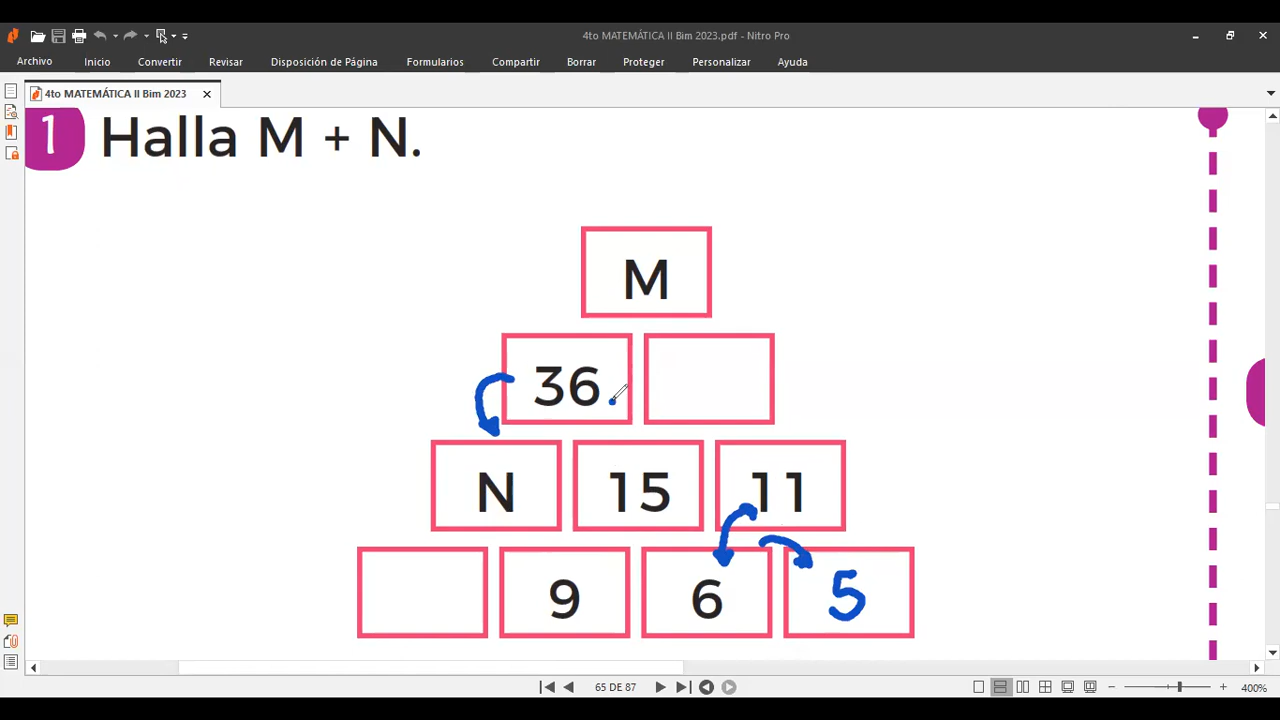 4to MATEMÁTICA II Bim 2023.pdf - Nitro Pro
Archivo Inicio Convertir Revisar Disposición de Página Formularios Compartir Borrar Proteger Personalizar Ayuda
4to MATEMÁTICA II Bim 2023
1 Halla M + N.
M
36
N 15 11
9 6 5
65 DE 87
400%